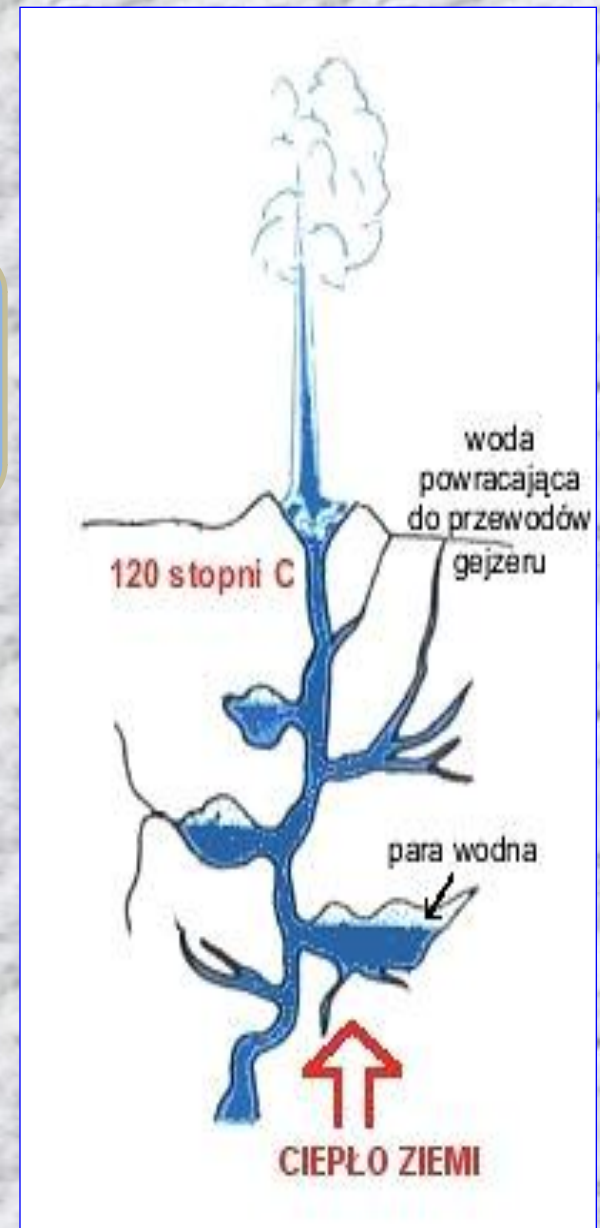 woda
powracająca
do przewodów
gejzeru
120 stopni C
para wodna
CIEPŁO ZIEMI